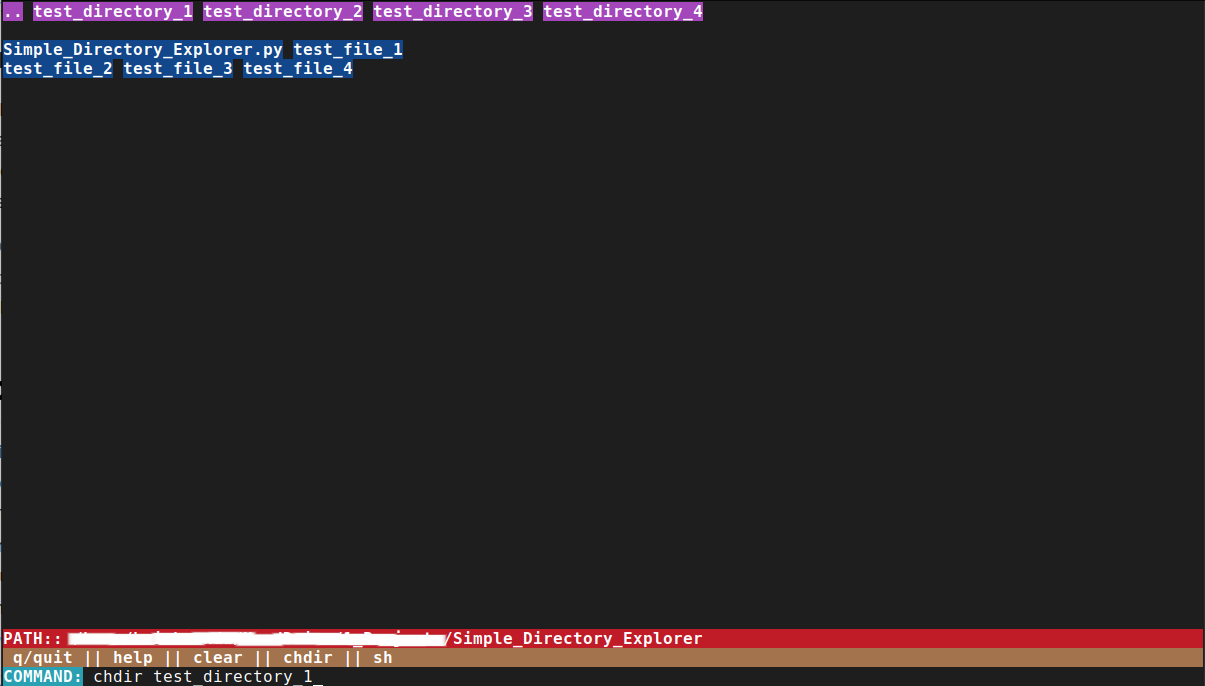 .. test_directory_1 test_directory_2 test_directory_3 test_directory_4
Simple_Directory_Explorer.py test_file_1
test_file_2 test_file_3 test_file_4
PATH:: /Simple_Directory_Explorer
q/quit || help || clear || chdir || sh
COMMAND: chdir test_directory_1_